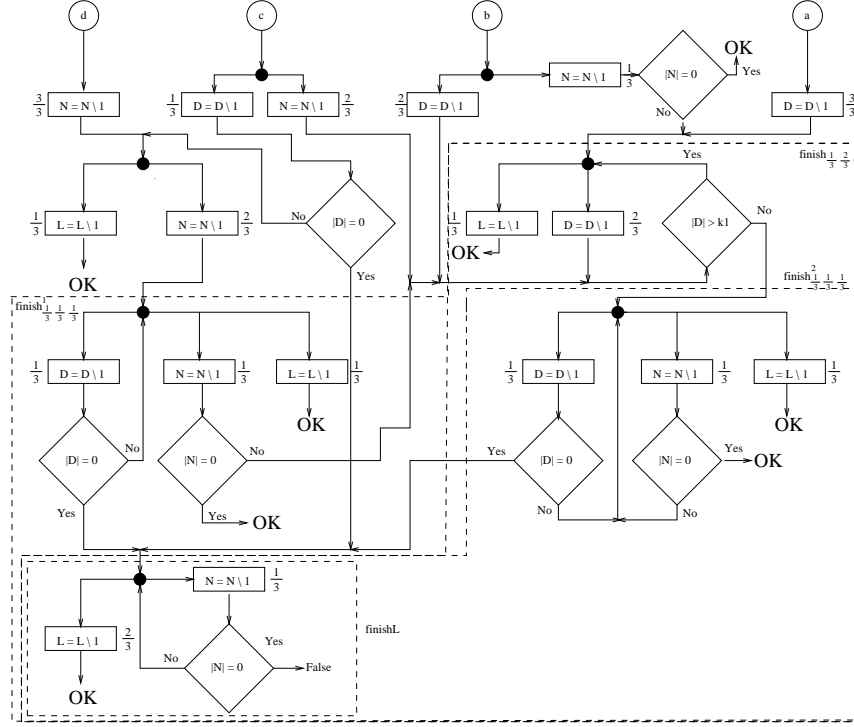 d
c
b
a
OK
N = N \ 1
1/3
|N| = 0
Yes
3/3
N = N \ 1
1/3
D = D \ 1
N = N \ 1
2/3
2/3
D = D \ 1
No
D = D \ 1
3/3
Yes
finish 1/3 2/3
1/3
L = L \ 1
N = N \ 1
2/3
No
|D| = 0
1/3
L = L \ 1
D = D \ 1
2/3
|D| > k1
No
OK
OK
Yes
finish 1/3 1/3 1/3 2
finish 1/3 1/3 1/3 1
1/3
D = D \ 1
N = N \ 1
1/3
L = L \ 1
1/3
1/3
D = D \ 1
N = N \ 1
1/3
L = L \ 1
1/3
OK
OK
|D| = 0
No
|N| = 0
No
Yes
|D| = 0
|N| = 0
Yes
OK
Yes
Yes
OK
No
No
N = N \ 1
1/3
L = L \ 1
2/3
Yes
finishL
No
|N| = 0
False
OK